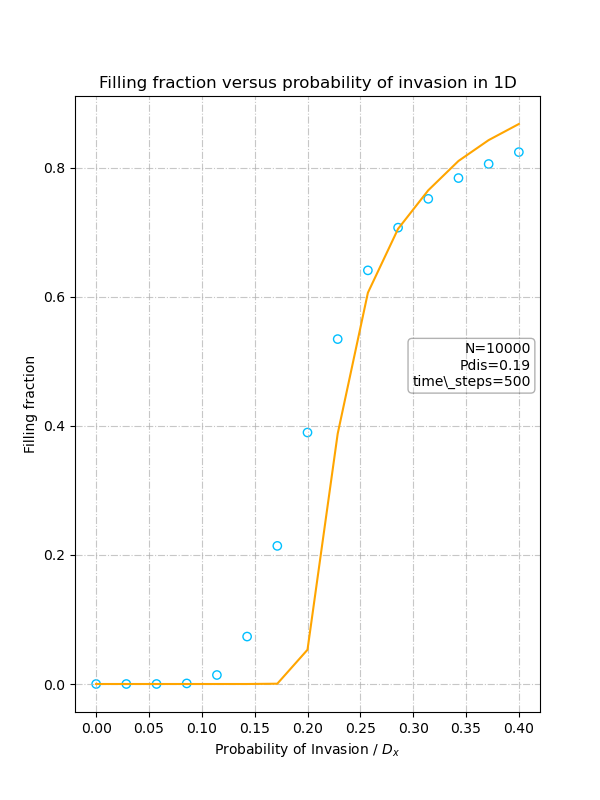 Filling fraction versus probability of invasion in 1D
Filling fraction
0.8
0.6
0.4
0.2
0.0
N=10000
Pdis=0.19
time\_steps=500
0.00 0.05 0.10 0.15 0.20 0.25 0.30 0.35 0.40
Probability of Invasion / $D_x$